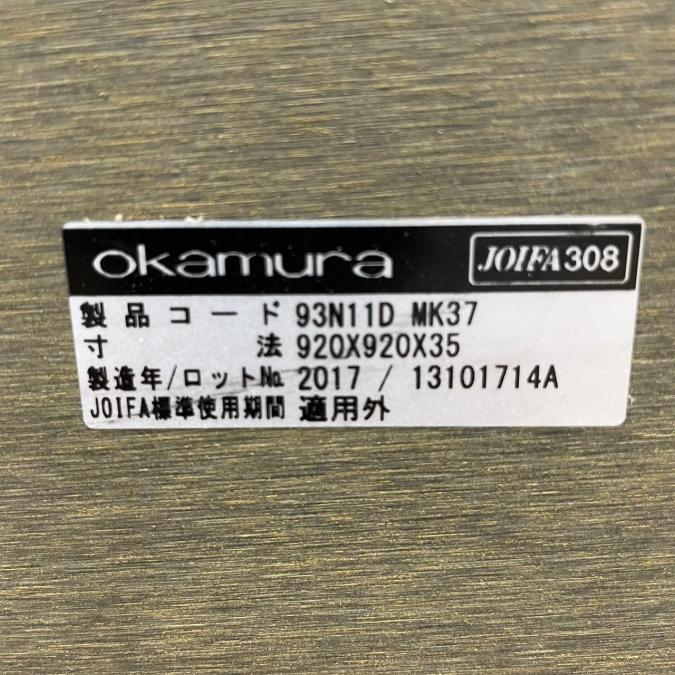 okamura JOIFA308
製品コード 93N11D MK37
寸法 920X920X35
製造年/ロット№ 2017 / 13101714A
JOIFA標準使用期間 適用外